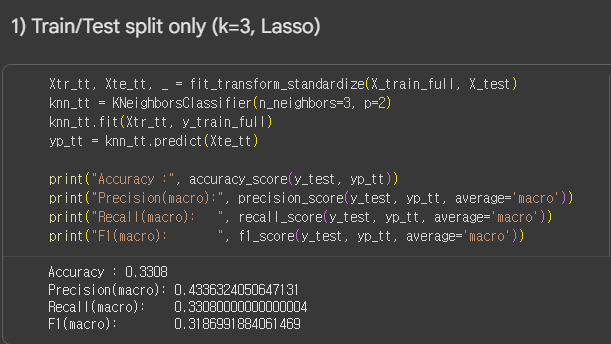 1) Train/Test split only (k=3, Lasso)
Xtr_tt, Xte_tt, _ = fit_transform_standardize(X_train_full, X_test)
knn_tt = KNeighborsClassifier(n_neighbors=3, p=2)
knn_tt.fit(Xtr_tt, y_train_full)
yp_tt = knn_tt.predict(Xte_tt)
print("Accuracy :", accuracy_score(y_test, yp_tt))
print("Precision(macro):", precision_score(y_test, yp_tt, average='macro'))
print("Recall(macro):   ", recall_score(y_test, yp_tt, average='macro'))
print("F1(macro):       ", f1_score(y_test, yp_tt, average='macro'))
Accuracy : 0.3308
Precision(macro): 0.4336324050647131
Recall(macro):    0.33080000000000004
F1(macro):        0.3186991884061469